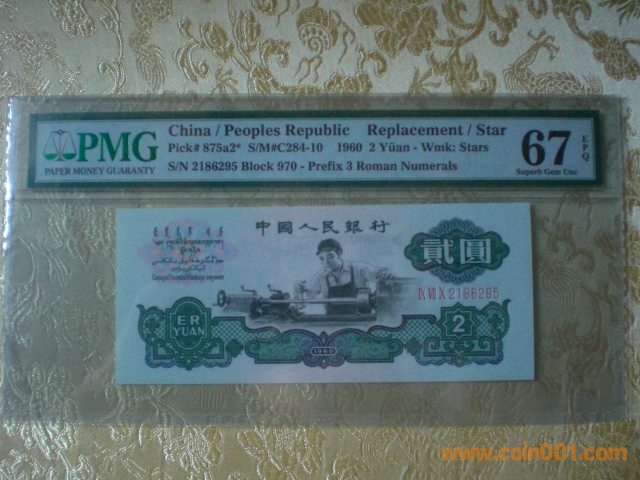 PMG
PAPER MONEY GUARANTY
China / Peoples Republic Replacement / Star
Pick# 875a2* S/M#C284-10 1960 2 Yüan - Wmk: Stars
S/N 2186295 Block 970 - Prefix 3 Roman Numerals
67 EPQ
Superb Gem Unc
中國人民銀行
貳圓
IX VII X 2186295
ER
YUAN
2
1960
www.coin001.com